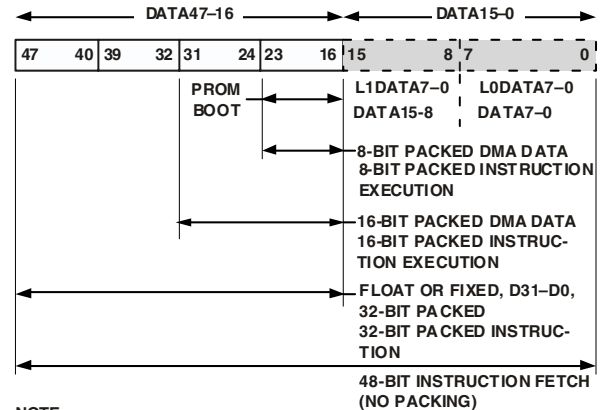 DATA47–16 DATA15–0
47 40 39 32 31 24 23 16 15 8 7 0
PROM BOOT
L1DATA7–0 L0DATA7–0
DATA15-8 DATA7–0
8-BIT PACKED DMA DATA
8-BIT PACKED INSTRUCTION
EXECUTION
16-BIT PACKED DMA DATA
16-BIT PACKED INSTRUC-
TION EXECUTION
FLOAT OR FIXED, D31–D0,
32-BIT PACKED
32-BIT PACKED INSTRUC-
TION
48-BIT INSTRUCTION FETCH
(NO PACKING)